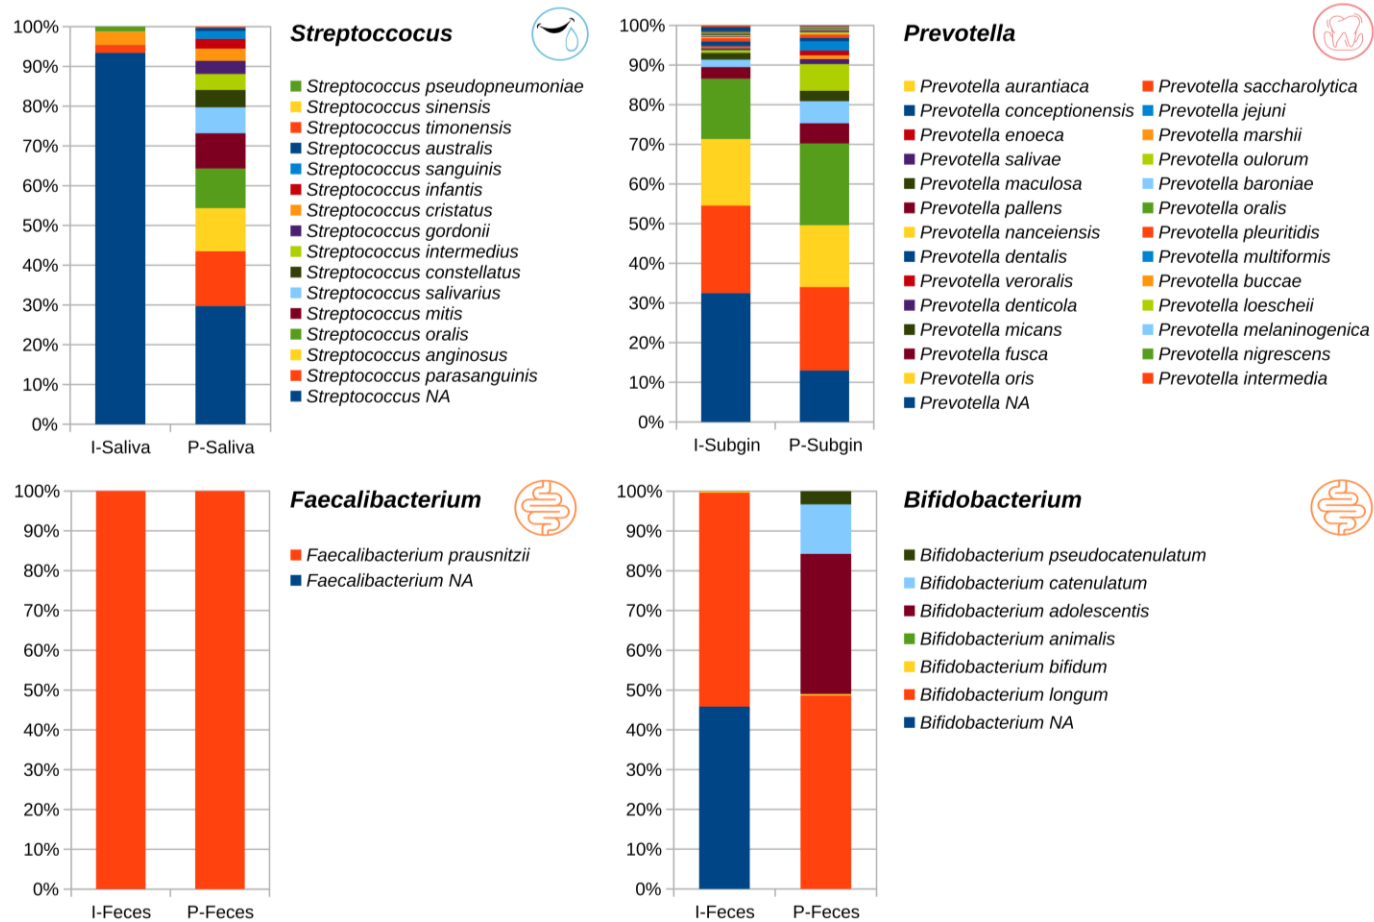 Streptoccocus
100%
90%
80%
70%
60%
50%
40%
30%
20%
10%
0%
I-Saliva P-Saliva
Streptococcus pseudopneumoniae
Streptococcus sinensis
Streptococcus timonensis
Streptococcus australis
Streptococcus sanguinis
Streptococcus infantis
Streptococcus cristatus
Streptococcus gordonii
Streptococcus intermedius
Streptococcus constellatus
Streptococcus salivarius
Streptococcus mitis
Streptococcus oralis
Streptococcus anginosus
Streptococcus parasanguinis
Streptococcus NA
Prevotella
100%
90%
80%
70%
60%
50%
40%
30%
20%
10%
0%
I-Subgin P-Subgin
Prevotella aurantiaca Prevotella saccharolytica
Prevotella conceptionensis Prevotella jejuni
Prevotella enoeca Prevotella marshii
Prevotella salivae Prevotella oulorum
Prevotella maculosa Prevotella baroniae
Prevotella pallens Prevotella oralis
Prevotella nanceiensis Prevotella pleuritidis
Prevotella dentalis Prevotella multiformis
Prevotella veroralis Prevotella buccae
Prevotella denticola Prevotella loescheii
Prevotella micans Prevotella melaninogenica
Prevotella fusca Prevotella nigrescens
Prevotella oris Prevotella intermedia
Prevotella NA
Faecalibacterium
100%
90%
80%
70%
60%
50%
40%
30%
20%
10%
0%
I-Feces P-Feces
Faecalibacterium prausnitzii
Faecalibacterium NA
Bifidobacterium
100%
90%
80%
70%
60%
50%
40%
30%
20%
10%
0%
I-Feces P-Feces
Bifidobacterium pseudocatenulatum
Bifidobacterium catenulatum
Bifidobacterium adolescentis
Bifidobacterium animalis
Bifidobacterium bifidum
Bifidobacterium longum
Bifidobacterium NA